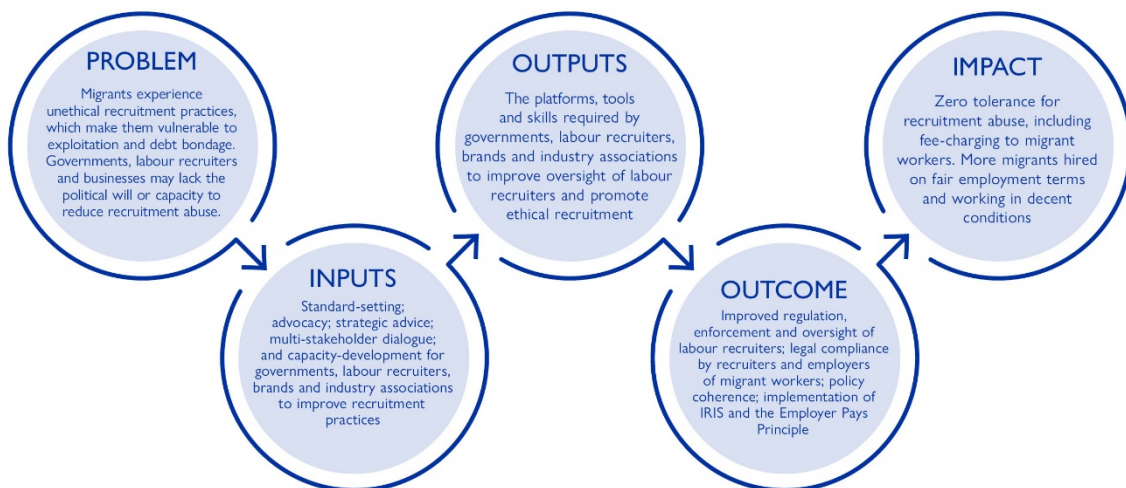 PROBLEM
Migrants experience
unethical recruitment practices,
which make them vulnerable to
exploitation and debt bondage.
Governments, labour recruiters
and businesses may lack the
political will or capacity to
reduce recruitment abuse.
INPUTS
Standard-setting;
advocacy; strategic advice;
multi-stakeholder dialogue;
and capacity-development for
governments, labour recruiters,
brands and industry associations
to improve recruitment
practices
OUTPUTS
The platforms, tools
and skills required by
governments, labour recruiters,
brands and industry associations
to improve oversight of labour
recruiters and promote
ethical recruitment
OUTCOME
Improved regulation,
enforcement and oversight of
labour recruiters; legal compliance
by recruiters and employers
of migrant workers; policy
coherence; implementation of
IRIS and the Employer Pays
Principle
IMPACT
Zero tolerance for
recruitment abuse, including
fee-charging to migrant
workers. More migrants hired
on fair employment terms
and working in decent
conditions